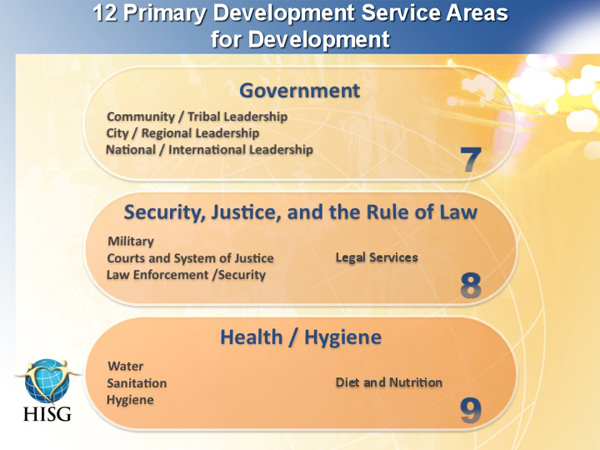 12 Primary Development Service Areas
for Development
Government
Community / Tribal Leadership
City / Regional Leadership
National / International Leadership
7
Security, Justice, and the Rule of Law
Military
Courts and System of Justice
Legal Services
Law Enforcement /Security
8
Health / Hygiene
Water
Sanitation
Diet and Nutrition
Hygiene
9
HISG